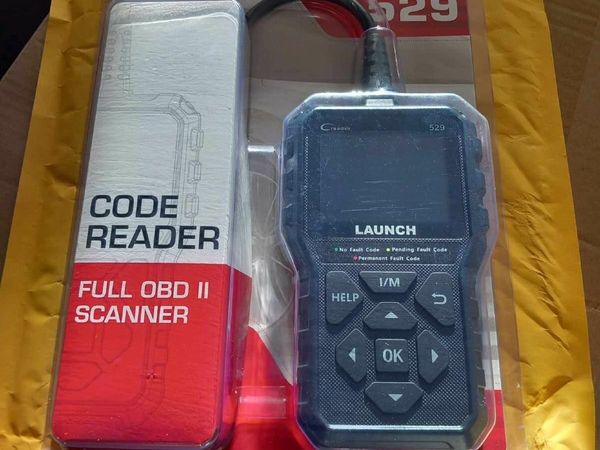 529
CODE
READER
FULL OBD II
SCANNER
Creader 529
LAUNCH
No Fault Code Pending Fault Code
Permanent Fault Code
I/M
HELP
OK